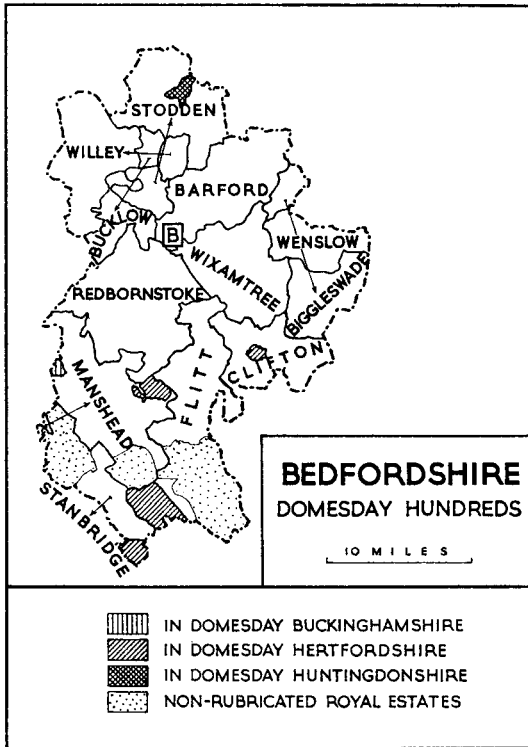 STODDEN
WILLEY
BARFORD
BUCKLOW
B
WENSLOW
WIXAMTREE
BIGGLESWADE
REDBORNSTOKE
CLIFTON
FLITT
MANSHEAD
STANBRIDGE
BEDFORDSHIRE
DOMESDAY HUNDREDS
10 MILES
IN DOMESDAY BUCKINGHAMSHIRE
IN DOMESDAY HERTFORDSHIRE
IN DOMESDAY HUNTINGDONSHIRE
NON-RUBRICATED ROYAL ESTATES